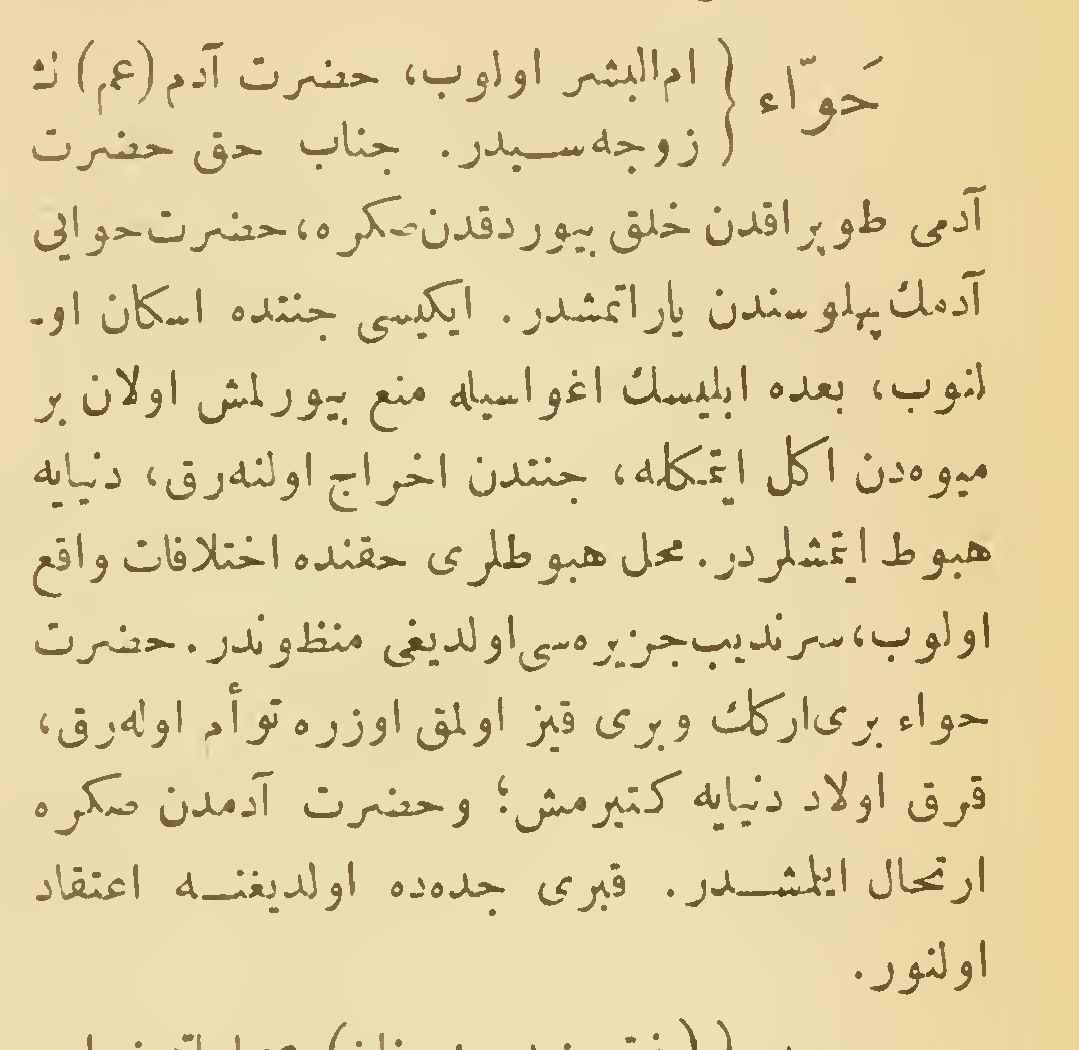 حَوّاء { ام‌البشر اولوب، حضرت آدم (عم) ڭ
زوجه‌سیدر. جناب حق حضرت
آدمی طوپراقدن خلق بیوردقدن صکره، حضرت حوایی
آدمڭ پهلوسندن یاراتمشدر. ایکیسی جنتده اسکان او-
لنوب، بعده ابلیسڭ اغواسیله منع بیورلمش اولان بر
میوه‌دن اکل ایتمکله، جنتدن اخراج اولنه‌رق، دنیایه
هبوط ایتمشلردر. محل هبوطلری حقنده اختلافات واقع
اولوب، سرندیب جزیره‌سی اولدیغی منظوندر. حضرت
حواء بری ارکك وبری قیز اولمق اوزره توأم اوله‌رق،
قرق اولاد دنیایه کتیرمش؛ وحضرت آدمدن صکره
ارتحال ایلمشدر. قبری جده‌ده اولدیغنه اعتقاد
اولنور.